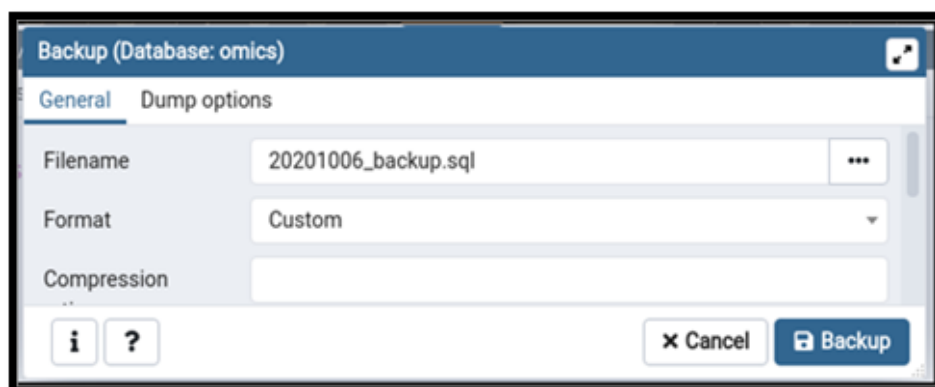 Backup (Database: omics)
General Dump options
Filename 20201006_backup.sql •••
Format Custom
Compression
i ? × Cancel Backup